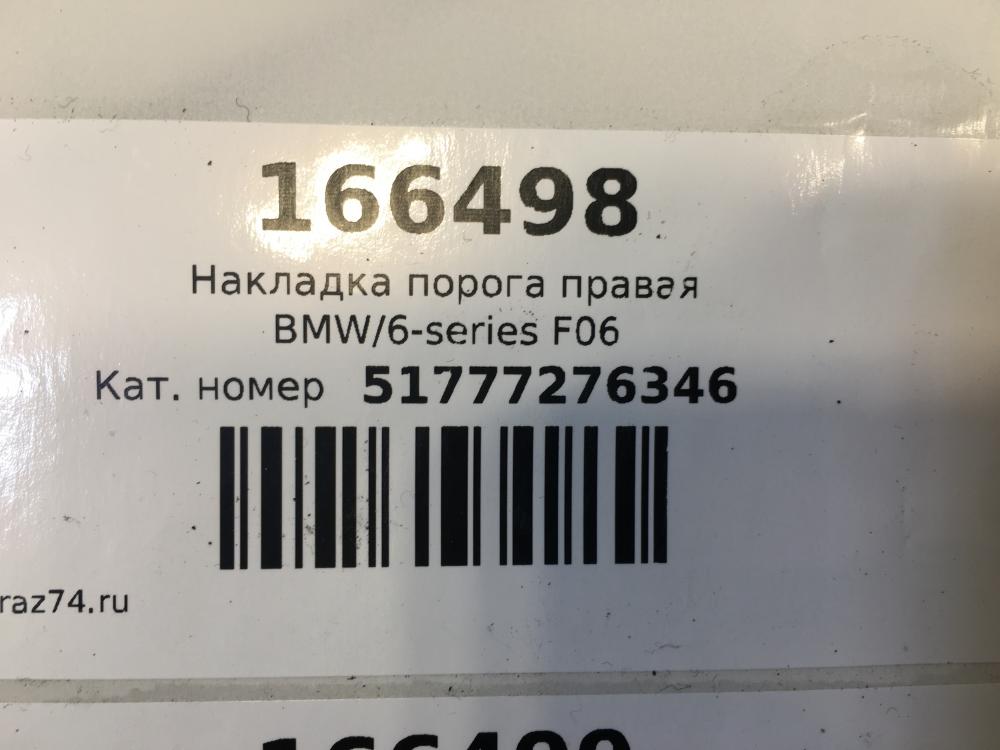 166498
Накладка порога правая
BMW/6-series F06
Кат. номер 51777276346
raz74.ru